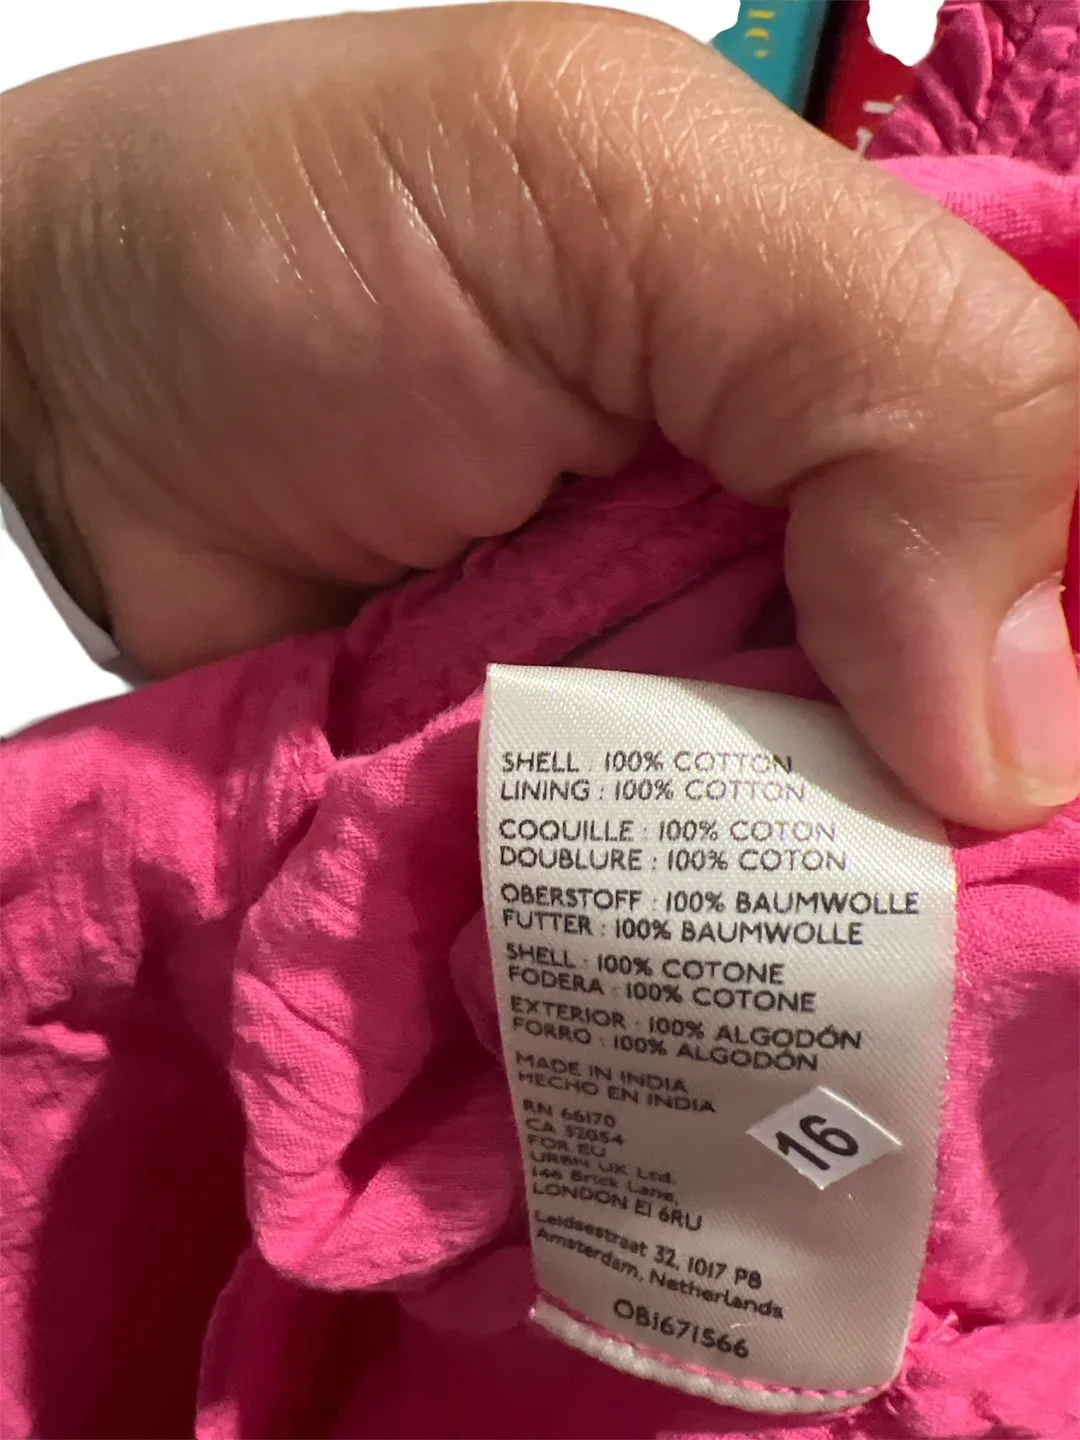 IC
SHELL : 100% COTTON
LINING : 100% COTTON
COQUILLE : 100% COTON
DOUBLURE : 100% COTON
OBERSTOFF : 100% BAUMWOLLE
FUTTER : 100% BAUMWOLLE
SHELL : 100% COTONE
FODERA : 100% COTONE
EXTERIOR : 100% ALGODÓN
FORRO : 100% ALGODÓN
MADE IN INDIA
HECHO EN INDIA
RN 66170
CA 32054
FOR EU
URBN UK Ltd.
146 Brick Lane,
LONDON E1 6RU
Leidsestraat 32, 1017 PB
Amsterdam, Netherlands
OB1671566
16